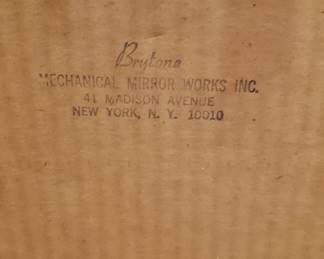 Brytone
MECHANICAL MIRROR WORKS INC.
41 MADISON AVENUE
NEW YORK, N. Y. 10010